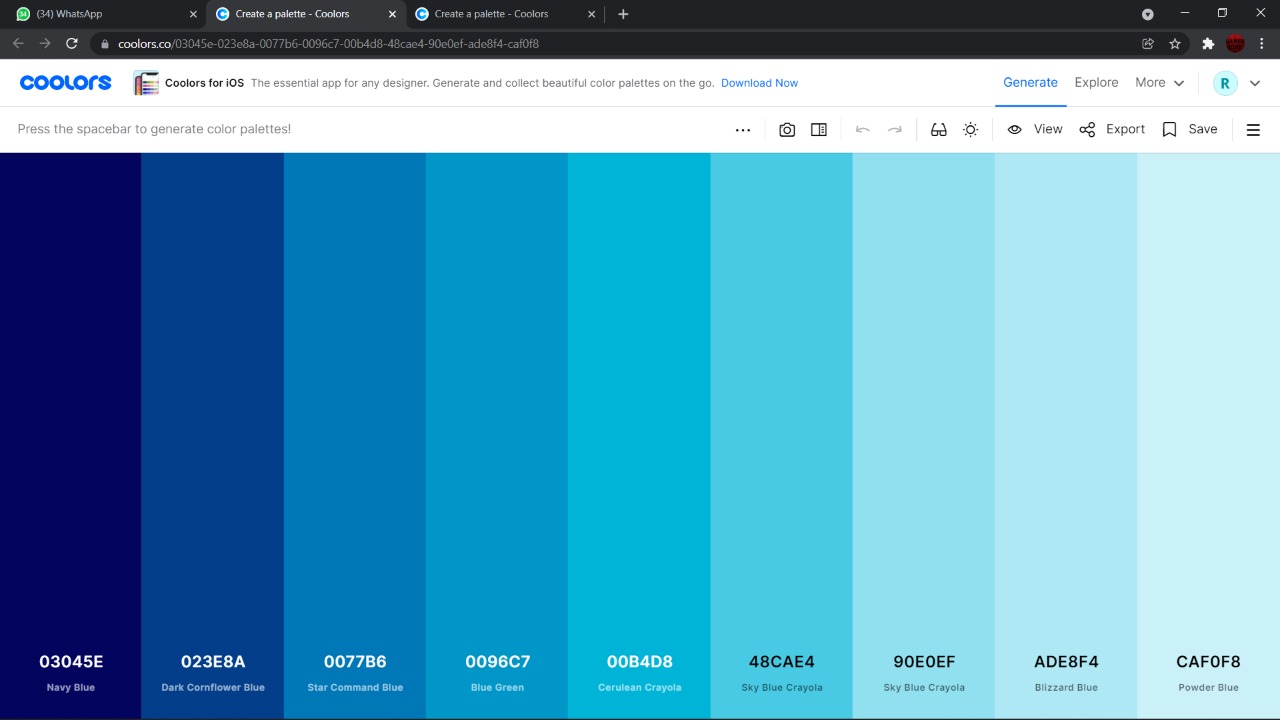 (34) WhatsApp
Create a palette - Coolors
Create a palette - Coolors
coolors.co/03045e-023e8a-0077b6-0096c7-00b4d8-48cae4-90e0ef-ade8f4-caf0f8
coolors
Coolors for iOS The essential app for any designer. Generate and collect beautiful color palettes on the go. Download Now
Generate
Explore
More
R
Press the spacebar to generate color palettes!
View
Export
Save
03045E
Navy Blue
023E8A
Dark Cornflower Blue
0077B6
Star Command Blue
0096C7
Blue Green
00B4D8
Cerulean Crayola
48CAE4
Sky Blue Crayola
90E0EF
Sky Blue Crayola
ADE8F4
Blizzard Blue
CAF0F8
Powder Blue